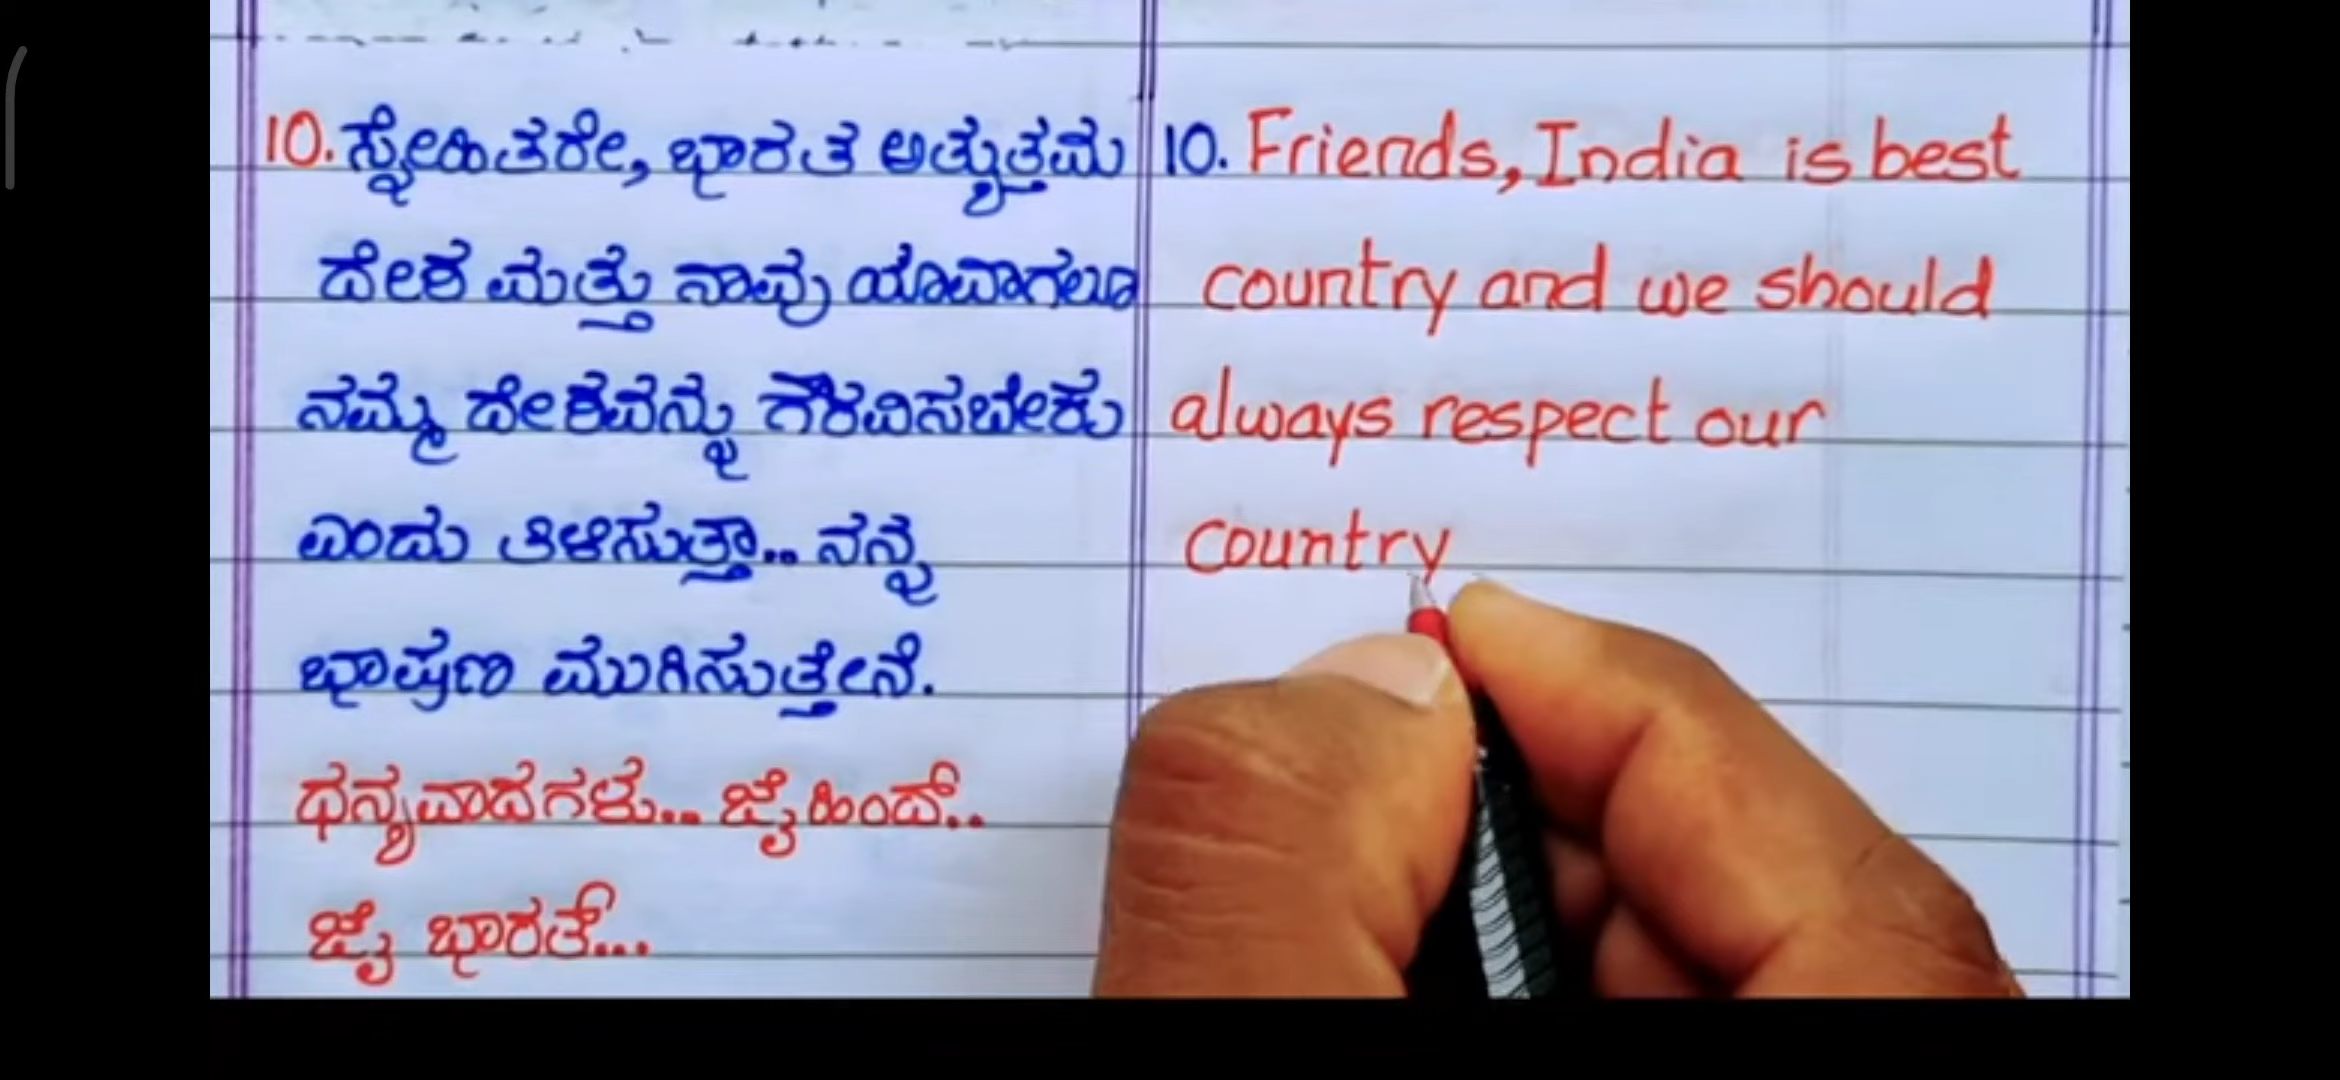 10. ಸ್ನೇಹಿತರೇ, ಭಾರತ ಅತ್ಯುತ್ತಮ
ದೇಶ ಮತ್ತು ನಾವು ಯಾವಾಗಲೂ
ನಮ್ಮ ದೇಶವನ್ನು ಗೌರವಿಸಬೇಕು
ಎಂದು ತಿಳಿಸುತ್ತಾ.. ನನ್ನ
ಭಾಷಣ ಮುಗಿಸುತ್ತೇನೆ.
ಧನ್ಯವಾದಗಳು.. ಜೈ ಹಿಂದ್..
ಜೈ ಭಾರತ್...
10. Friends, India is best
country and we should
always respect our
country